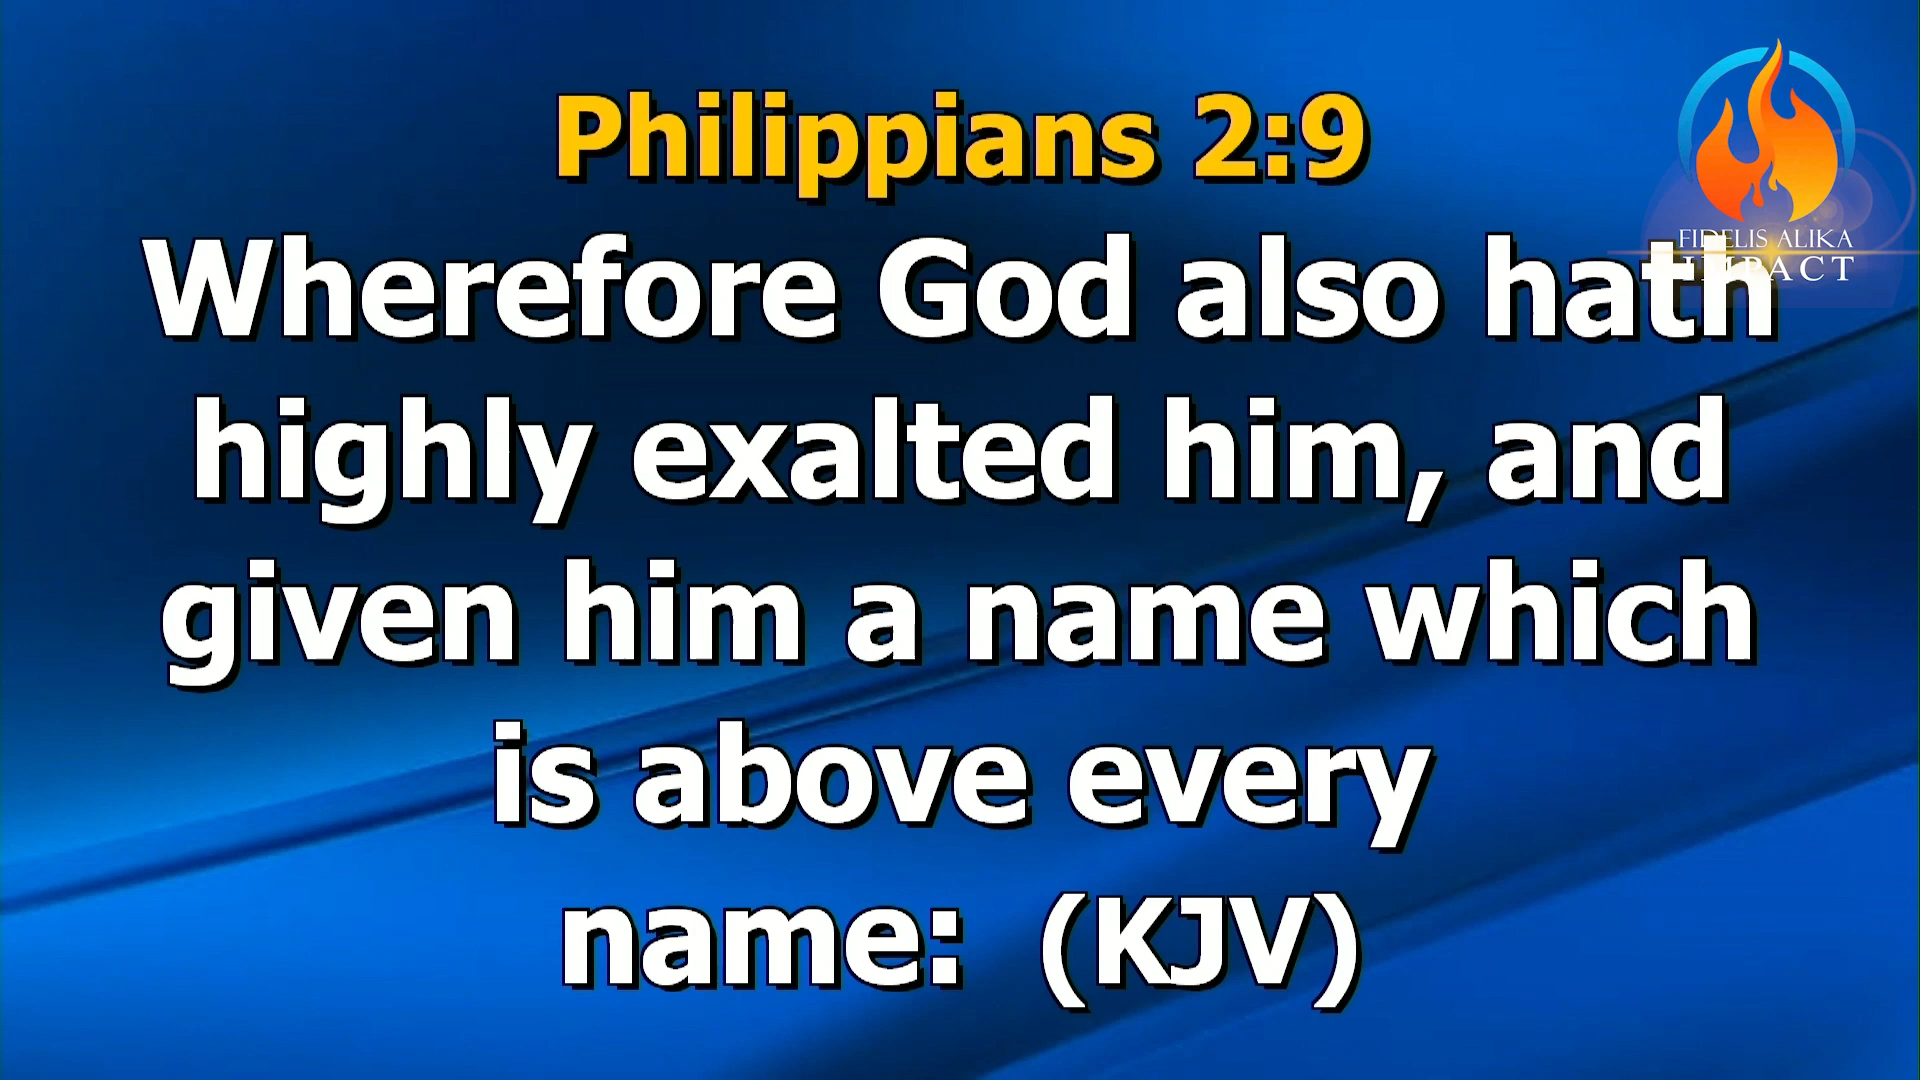 Philippians 2:9
FIDELIS ALIKA
IMPACT
Wherefore God also hath
highly exalted him, and
given him a name which
is above every
name: (KJV)